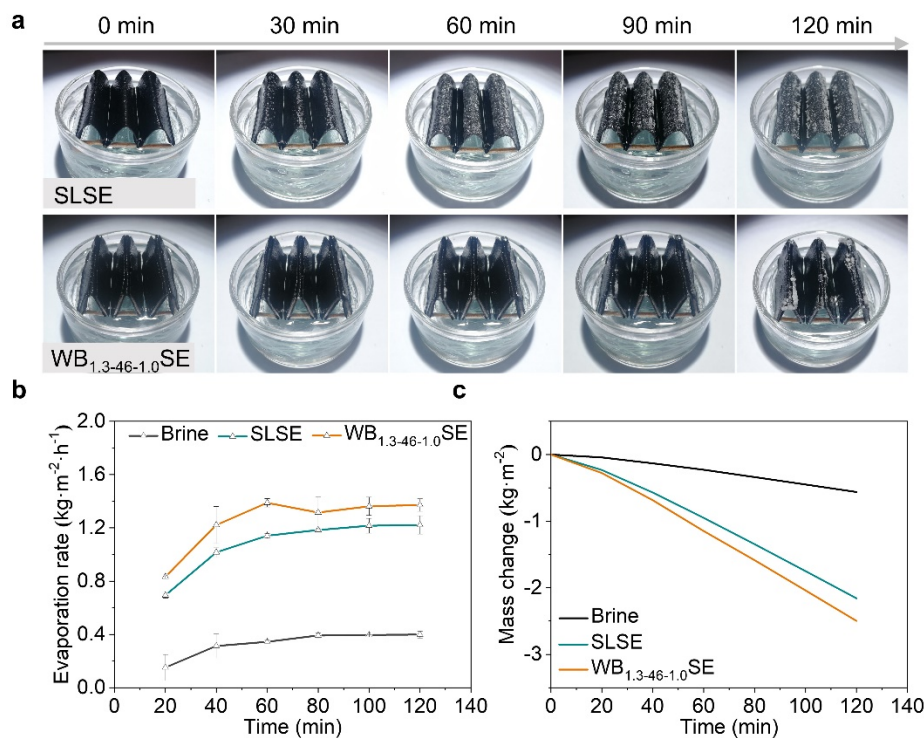 a
0 min 30 min 60 min 90 min 120 min
SLSE
WB1.3-46-1.0SE
b
Evaporation rate (kg·m-2·h-1)
2.0
1.6
1.2
0.8
0.4
0.0
Brine SLSE WB1.3-46-1.0SE
0 20 40 60 80 100 120 140
Time (min)
c
Mass change (kg·m-2)
0
-1
-2
-3
Brine
SLSE
WB1.3-46-1.0SE
0 20 40 60 80 100 120 140
Time (min)